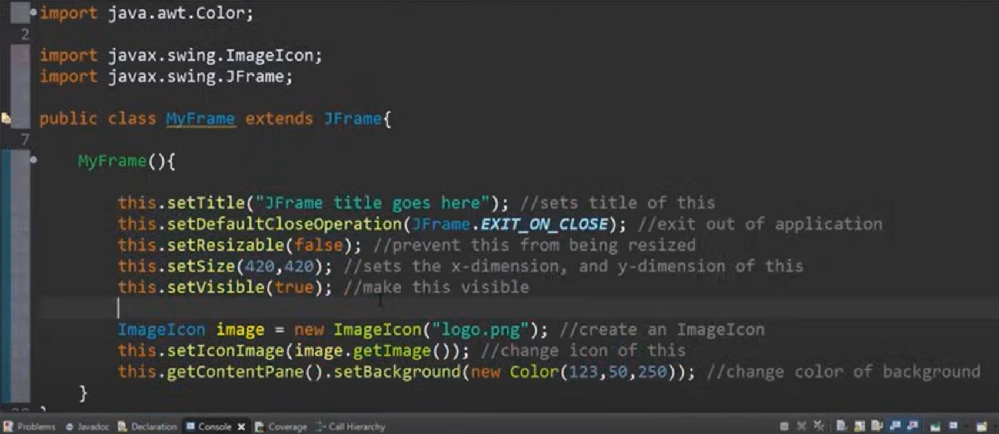 import java.awt.Color;
2
import javax.swing.ImageIcon;
import javax.swing.JFrame;
public class MyFrame extends JFrame{
7
MyFrame(){
this.setTitle("JFrame title goes here"); //sets title of this
this.setDefaultCloseOperation(JFrame.EXIT_ON_CLOSE); //exit out of application
this.setResizable(false); //prevent this from being resized
this.setSize(420,420); //sets the x-dimension, and y-dimension of this
this.setVisible(true); //make this visible
ImageIcon image = new ImageIcon("logo.png"); //create an ImageIcon
this.setIconImage(image.getImage()); //change icon of this
this.getContentPane().setBackground(new Color(123,50,250)); //change color of background
}
Problems Javadoc Declaration Console Coverage Call Hierarchy